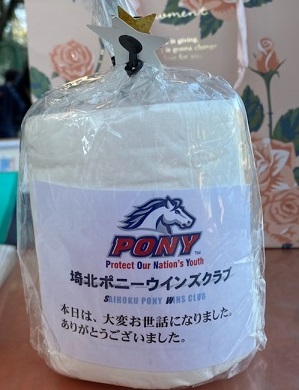 PONY
Protect Our Nation's Youth
埼北ポニーウインズクラブ
SAIHOKU PONY WINS CLUB
本日は、大変お世話になりました。
ありがとうございました。